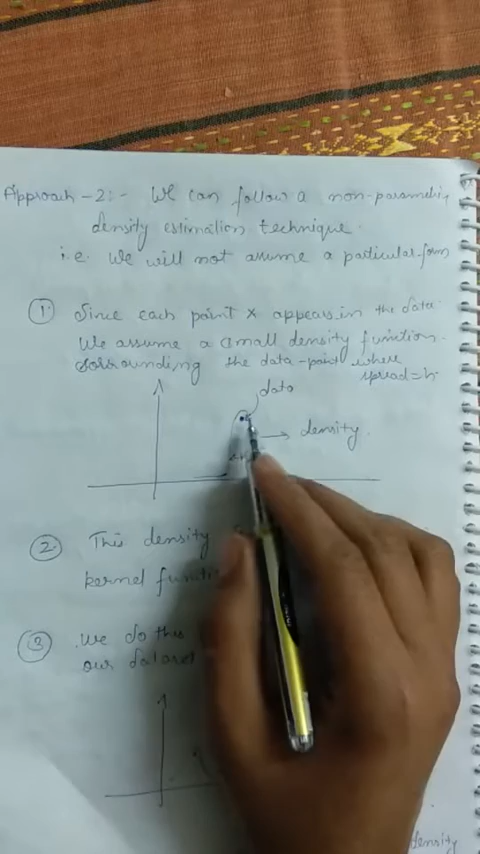 Approach-2:- We can follow a non-parametric
density estimation technique.
i.e. We will not assume a particular form
① Since each point x appears in the data
We assume a small density function
sorrounding the data-point where
spread=h
data
density.
② This density
kernel
③ We do this
our dataset
density